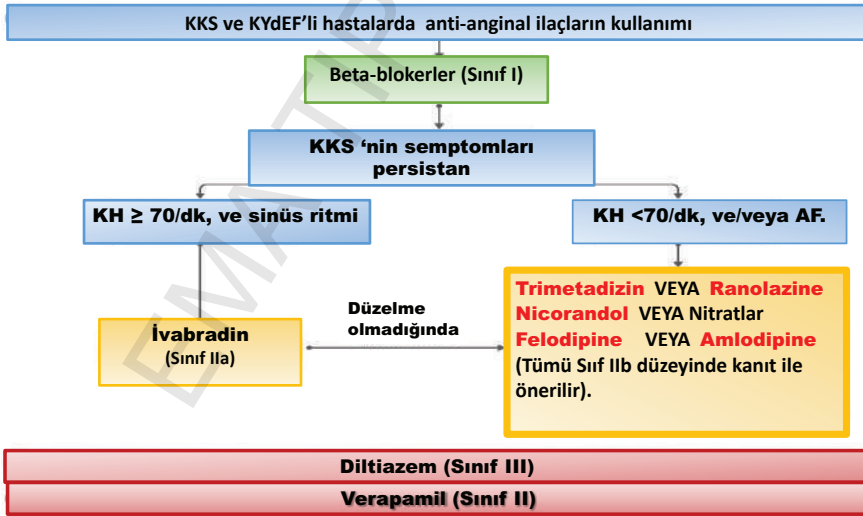 KKS ve KYdEF’li hastalarda anti-anginal ilaçların kullanımı
Beta-blokerler (Sınıf I)
KKS ‘nin semptomları
persistan
KH ≥ 70/dk, ve sinüs ritmi
KH <70/dk, ve/veya AF.
İvabradin
(Sınıf IIa)
Düzelme
olmadığında
Trimetadizin VEYA Ranolazine
Nicorandol VEYA Nitratlar
Felodipine VEYA Amlodipine
(Tümü Sııf IIb düzeyinde kanıt ile
önerilir).
Diltiazem (Sınıf III)
Verapamil (Sınıf II)
EMATIP